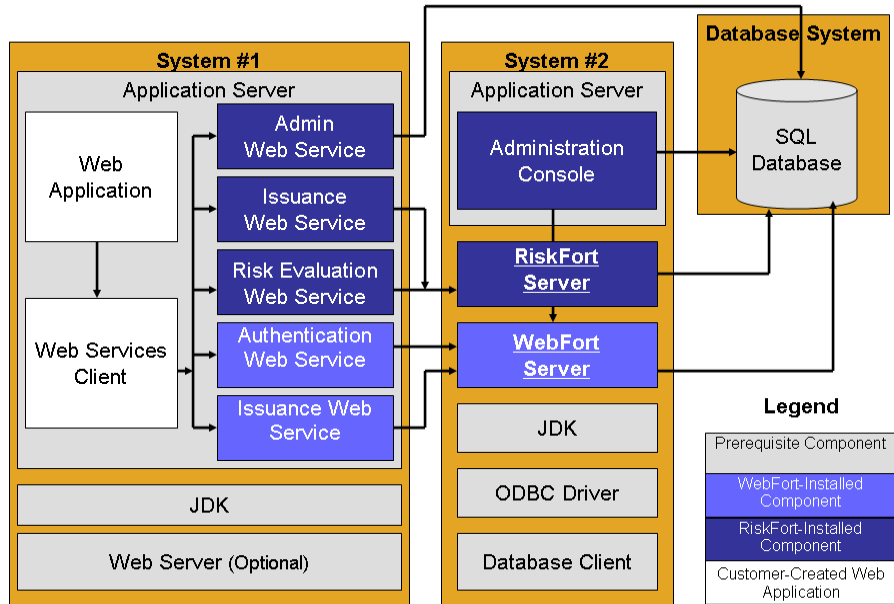 System #1
Application Server
Web
Application
Web Services
Client
Admin
Web Service
Issuance
Web Service
Risk Evaluation
Web Service
Authentication
Web Service
Issuance Web
Service
JDK
Web Server (Optional)
System #2
Application Server
Administration
Console
RiskFort
Server
WebFort
Server
JDK
ODBC Driver
Database Client
Database System
SQL
Database
Legend
Prerequisite Component
WebFort-Installed
Component
RiskFort-Installed
Component
Customer-Created Web
Application